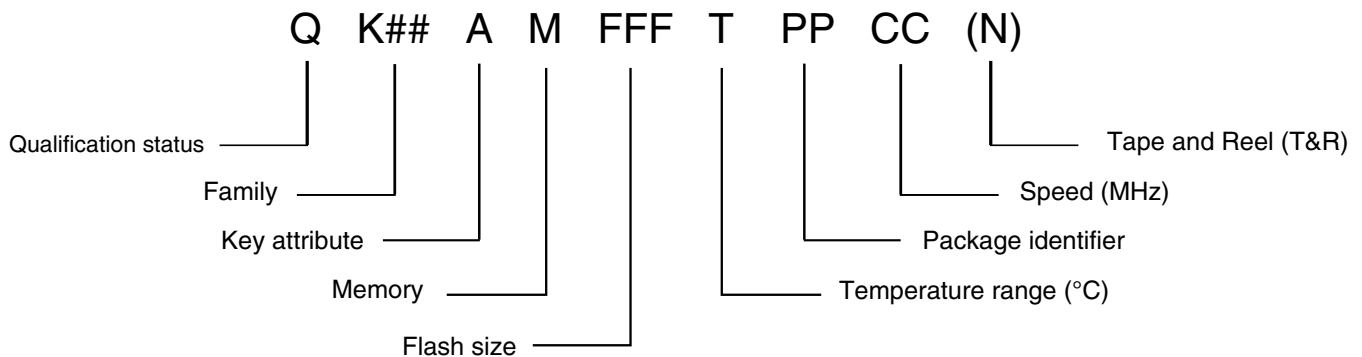 Q K## A M FFF T PP CC (N)
Qualification status
Tape and Reel (T&R)
Family
Speed (MHz)
Key attribute
Package identifier
Memory
Temperature range (°C)
Flash size